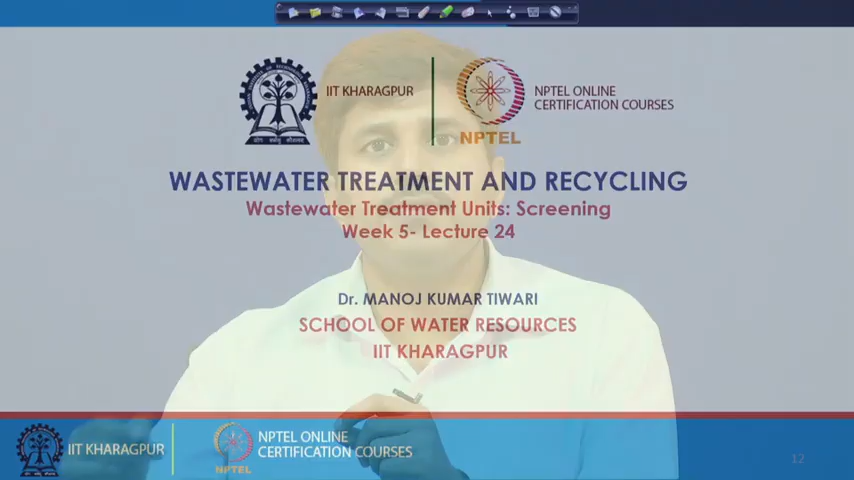 IIT KHARAGPUR
NPTEL ONLINE
CERTIFICATION COURSES
NPTEL
WASTEWATER TREATMENT AND RECYCLING
Wastewater Treatment Units: Screening
Week 5- Lecture 24
Dr. MANOJ KUMAR TIWARI
SCHOOL OF WATER RESOURCES
IIT KHARAGPUR
IIT KHARAGPUR
NPTEL ONLINE
CERTIFICATION COURSES
NPTEL
12